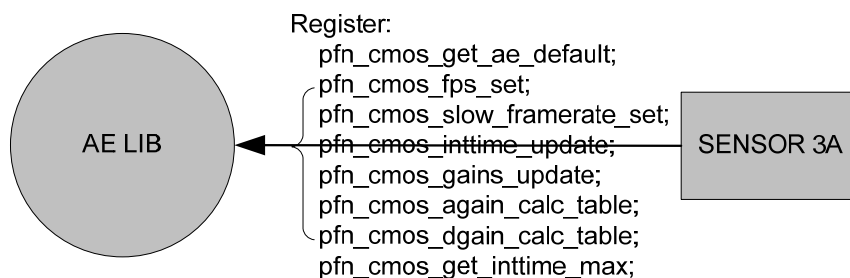 Register:
pfn_cmos_get_ae_default;
pfn_cmos_fps_set;
pfn_cmos_slow_framerate_set;
AE LIB
pfn_cmos_inttime_update;
SENSOR 3A
pfn_cmos_gains_update;
pfn_cmos_again_calc_table;
pfn_cmos_dgain_calc_table;
pfn_cmos_get_inttime_max;